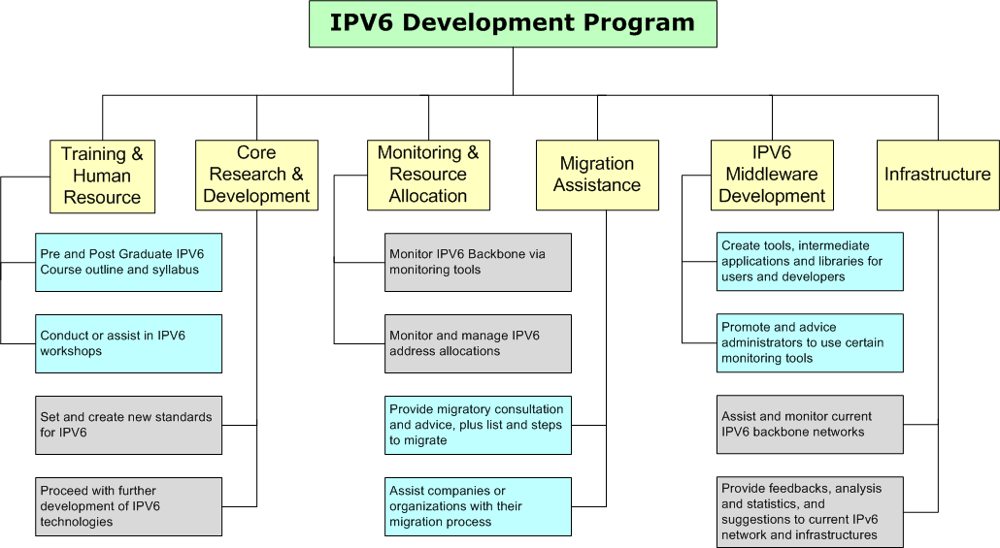 IPV6 Development Program
Training &
Human
Resource
Core
Research &
Development
Monitoring &
Resource
Allocation
Migration
Assistance
IPV6
Middleware
Development
Infrastructure
Pre and Post Graduate IPV6
Course outline and syllabus
Conduct or assist in IPV6
workshops
Set and create new standards
for IPV6
Proceed with further
development of IPV6
technologies
Monitor IPV6 Backbone via
monitoring tools
Monitor and manage IPV6
address allocations
Provide migratory consultation
and advice, plus list and steps
to migrate
Assist companies or
organizations with their
migration process
Create tools, intermediate
applications and libraries for
users and developers
Promote and advice
administrators to use certain
monitoring tools
Assist and monitor current
IPV6 backbone networks
Provide feedbacks, analysis
and statistics, and
suggestions to current IPv6
network and infrastructures